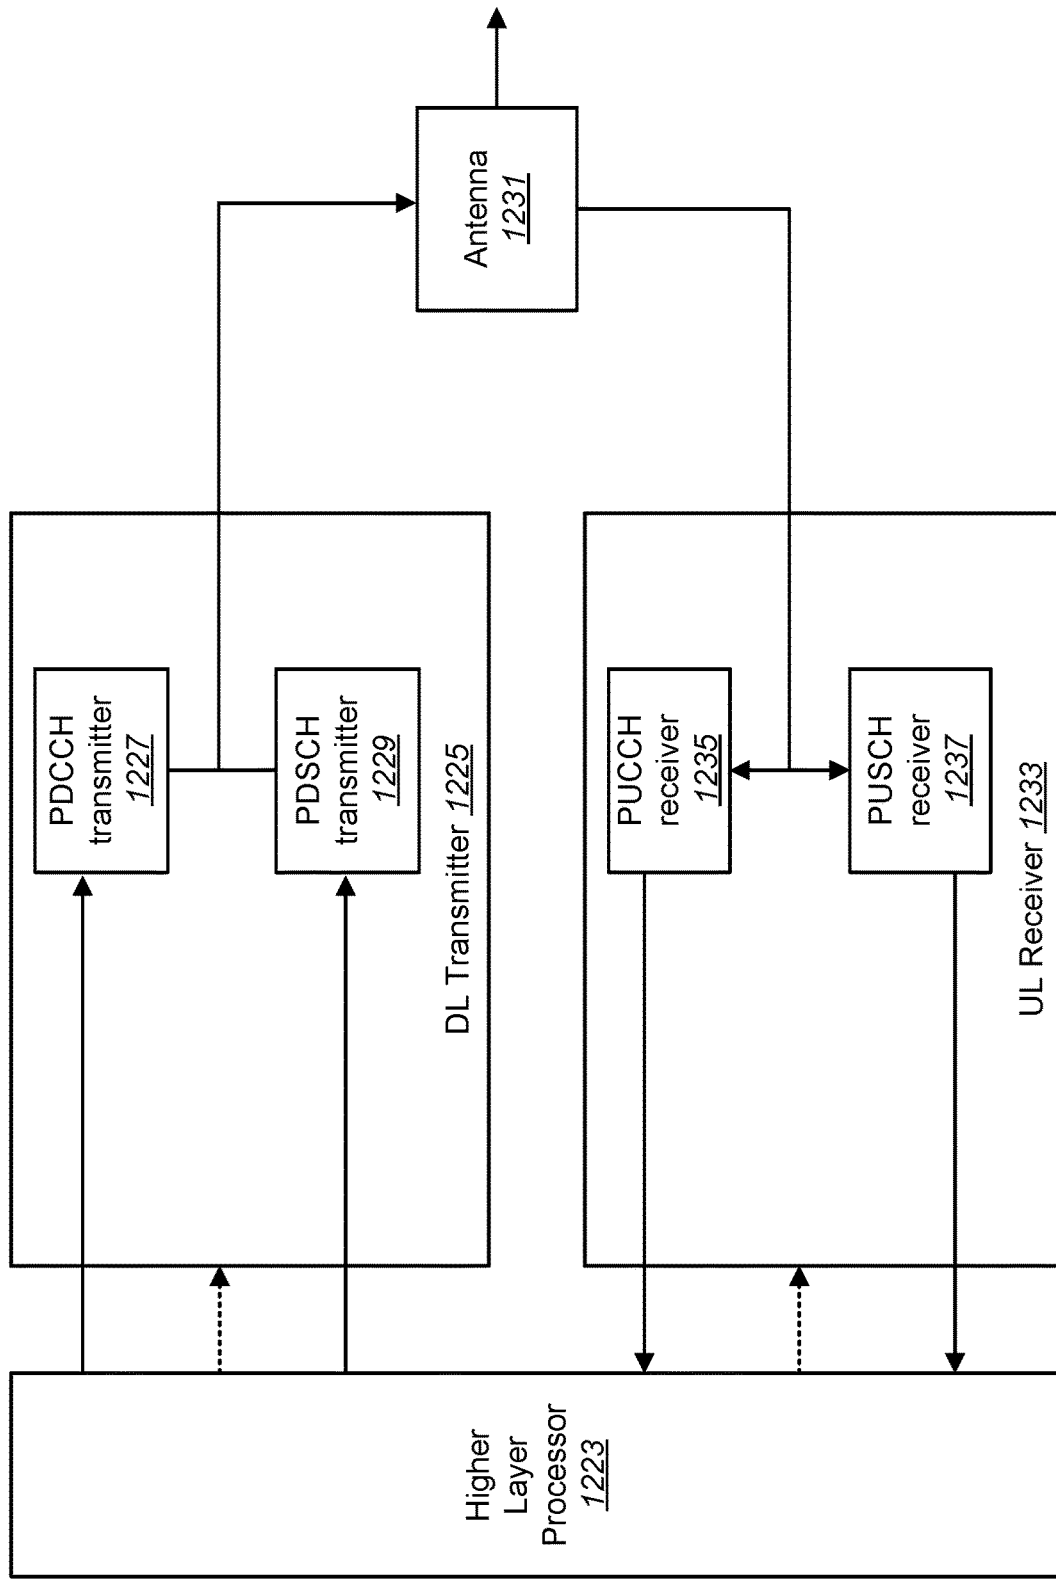 Higher
Layer
Processor
1223
DL Transmitter 1225
PDCCH
transmitter
1227
PDSCH
transmitter
1229
Antenna
1231
UL Receiver 1233
PUCCH
receiver
1235
PUSCH
receiver
1237